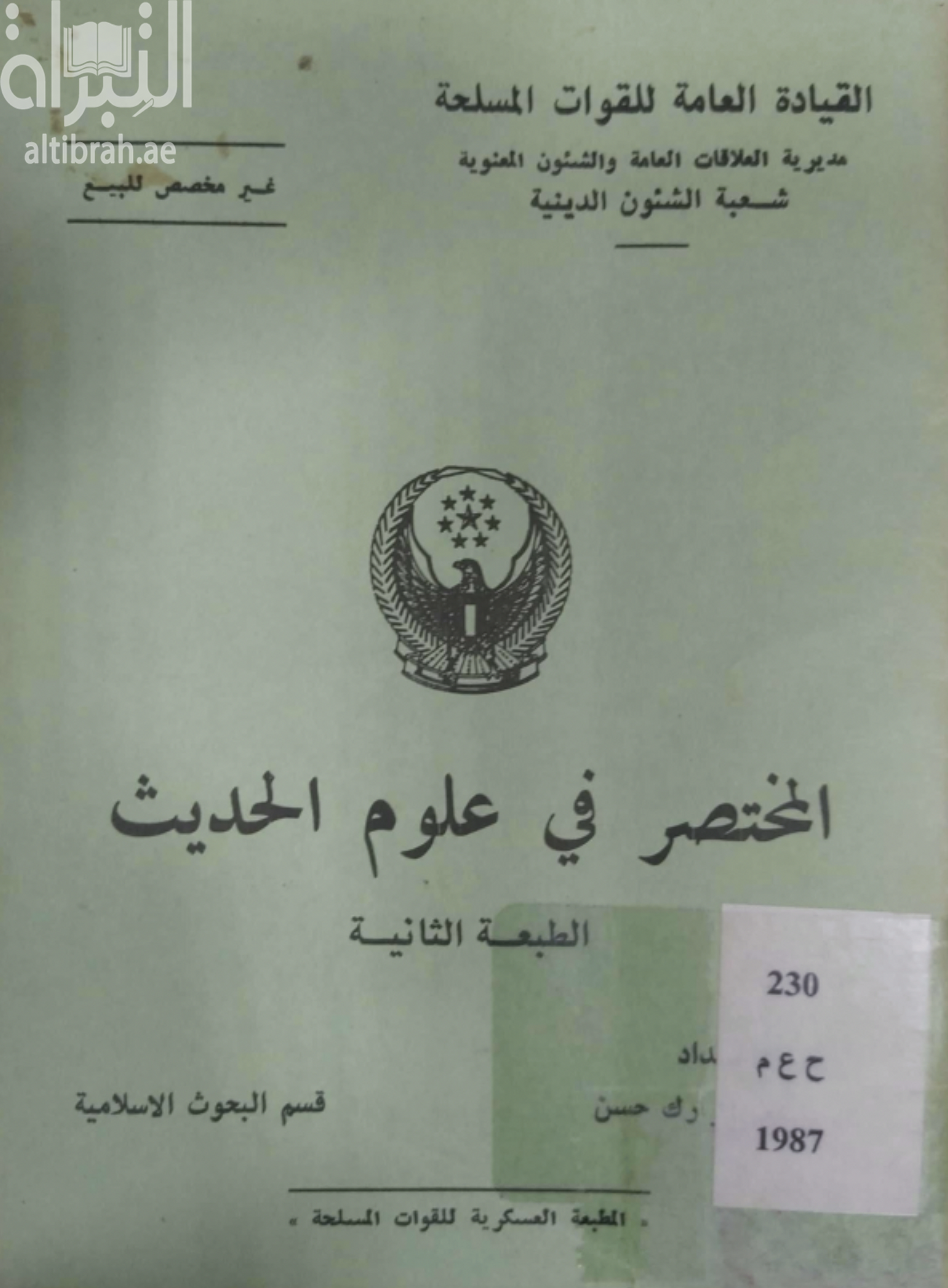 التبراة
altibrah.ae
القيادة العامة للقوات المسلحة
مديرية العلاقات العامة والشئون المعنوية
شعبة الشئون الدينية
غير مخصص للبيع
المختصر في علوم الحديث
الطبعة الثانية
230
ح ع م
1987
حسن
قسم البحوث الاسلامية
« المطبعة العسكرية للقوات المسلحة »